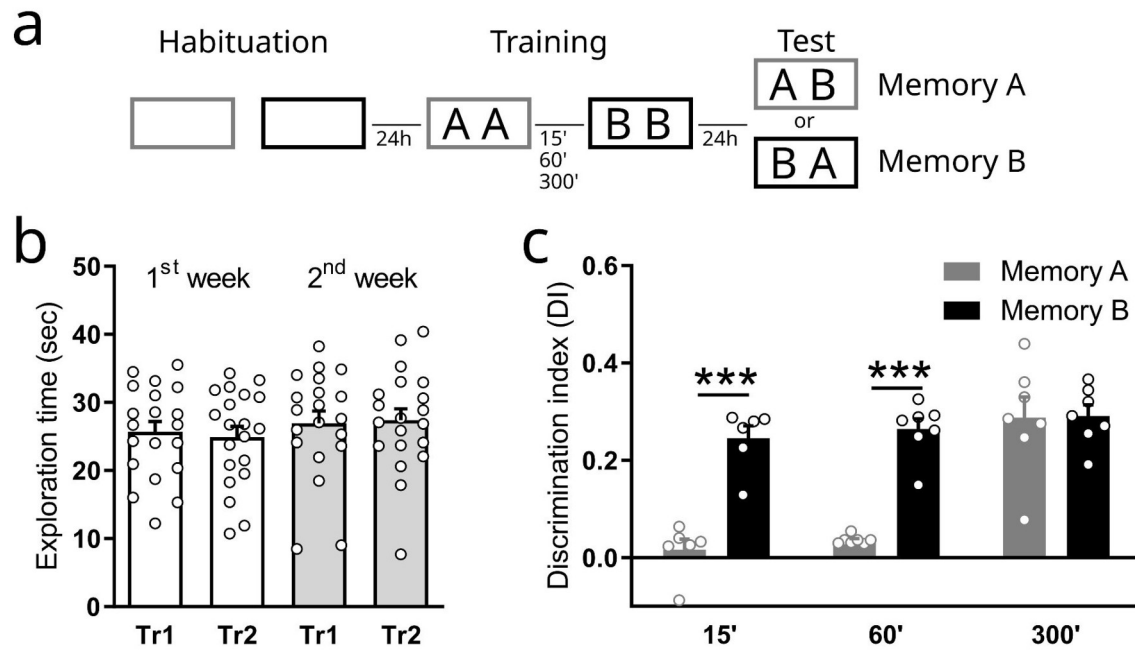 a
Habituation Training Test
A A B B A B Memory A
24h 15' 24h or
60'
300'
B A Memory B
b
1st week 2nd week
Exploration time (sec)
50
40
30
20
10
0
Tr1 Tr2 Tr1 Tr2
c
Memory A
Memory B
Discrimination index (DI)
0.6
0.4
0.2
0.0
*** ***
15' 60' 300'